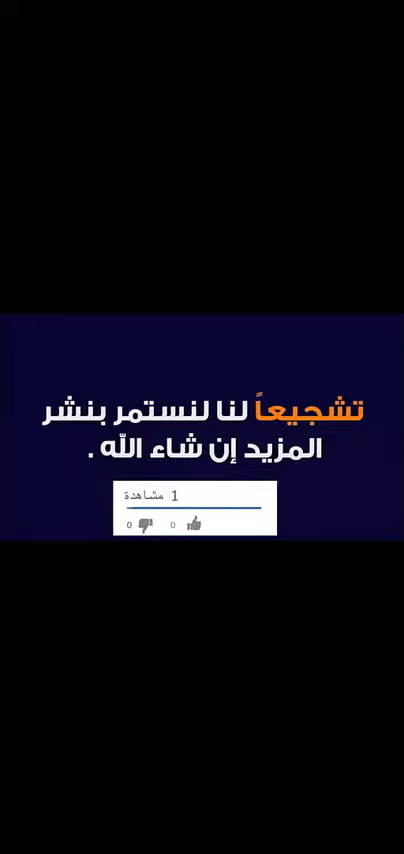 تشجيعاً لنا لنستمر بنشر
المزيد إن شاء الله .
1 مشاهدة
0 0